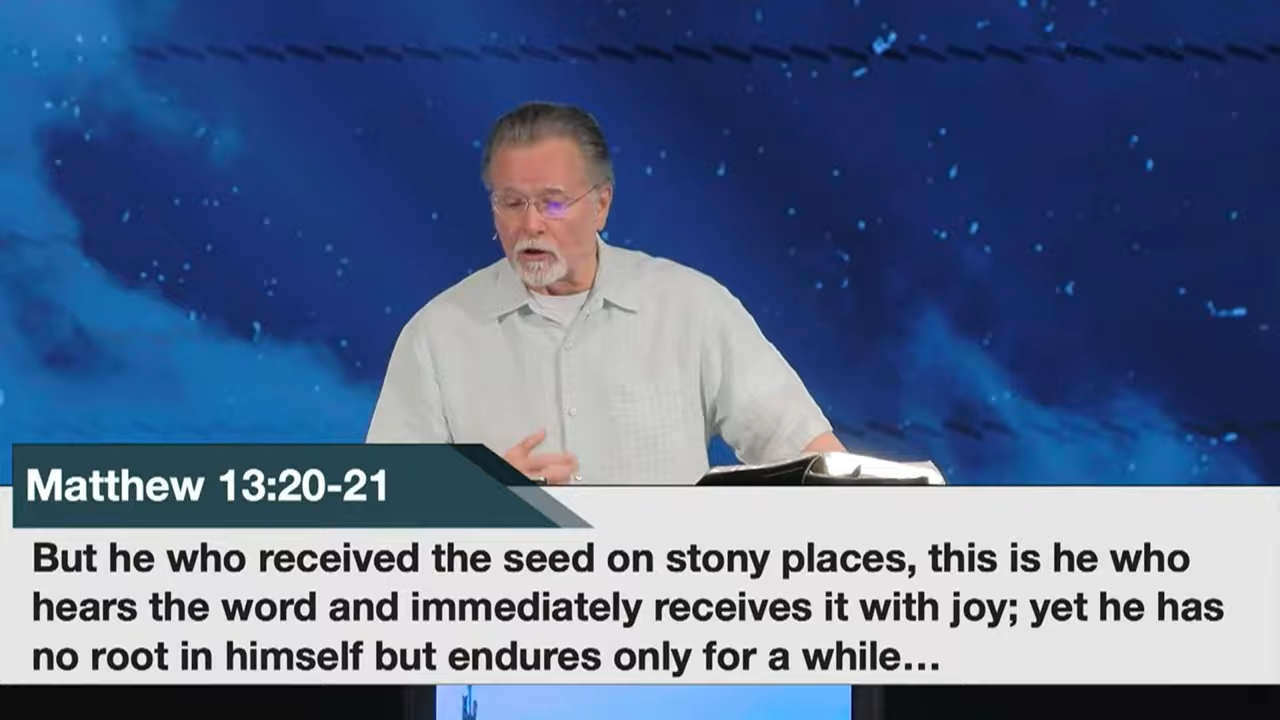 Matthew 13:20-21
But he who received the seed on stony places, this is he who
hears the word and immediately receives it with joy; yet he has
no root in himself but endures only for a while…